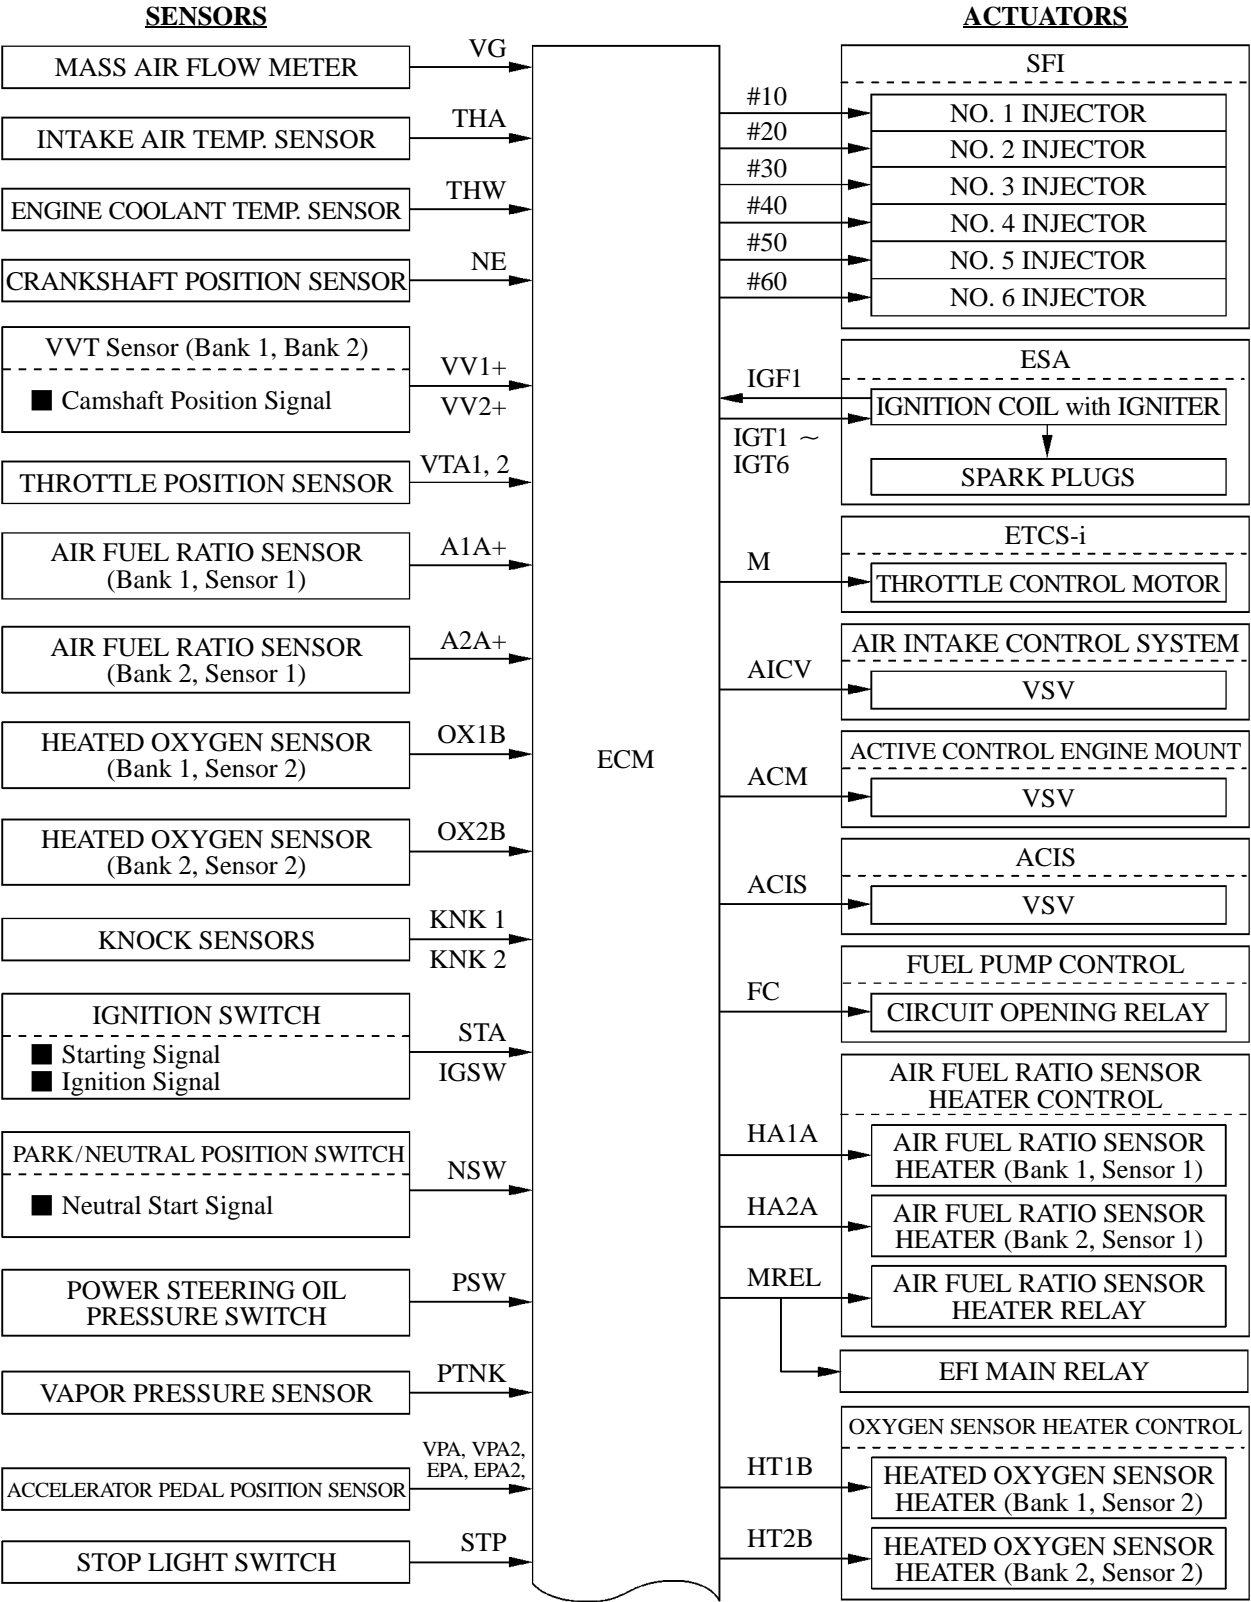 SENSORS
MASS AIR FLOW METER
VG
INTAKE AIR TEMP. SENSOR
THA
ENGINE COOLANT TEMP. SENSOR
THW
CRANKSHAFT POSITION SENSOR
NE
VVT Sensor (Bank 1, Bank 2)
■ Camshaft Position Signal
VV1+
VV2+
THROTTLE POSITION SENSOR
VTA1, 2
AIR FUEL RATIO SENSOR
(Bank 1, Sensor 1)
A1A+
AIR FUEL RATIO SENSOR
(Bank 2, Sensor 1)
A2A+
HEATED OXYGEN SENSOR
(Bank 1, Sensor 2)
OX1B
HEATED OXYGEN SENSOR
(Bank 2, Sensor 2)
OX2B
KNOCK SENSORS
KNK 1
KNK 2
IGNITION SWITCH
■ Starting Signal
■ Ignition Signal
STA
IGSW
PARK/NEUTRAL POSITION SWITCH
■ Neutral Start Signal
NSW
POWER STEERING OIL
PRESSURE SWITCH
PSW
VAPOR PRESSURE SENSOR
PTNK
ACCELERATOR PEDAL POSITION SENSOR
VPA, VPA2,
EPA, EPA2,
STOP LIGHT SWITCH
STP
ECM
ACTUATORS
SFI
#10
NO. 1 INJECTOR
#20
NO. 2 INJECTOR
#30
NO. 3 INJECTOR
#40
NO. 4 INJECTOR
#50
NO. 5 INJECTOR
#60
NO. 6 INJECTOR
ESA
IGF1
IGNITION COIL with IGNITER
IGT1 ~
IGT6
SPARK PLUGS
ETCS-i
M
THROTTLE CONTROL MOTOR
AIR INTAKE CONTROL SYSTEM
AICV
VSV
ACTIVE CONTROL ENGINE MOUNT
ACM
VSV
ACIS
ACIS
VSV
FUEL PUMP CONTROL
FC
CIRCUIT OPENING RELAY
AIR FUEL RATIO SENSOR
HEATER CONTROL
HA1A
AIR FUEL RATIO SENSOR
HEATER (Bank 1, Sensor 1)
HA2A
AIR FUEL RATIO SENSOR
HEATER (Bank 2, Sensor 1)
MREL
AIR FUEL RATIO SENSOR
HEATER RELAY
EFI MAIN RELAY
OXYGEN SENSOR HEATER CONTROL
HT1B
HEATED OXYGEN SENSOR
HEATER (Bank 1, Sensor 2)
HT2B
HEATED OXYGEN SENSOR
HEATER (Bank 2, Sensor 2)